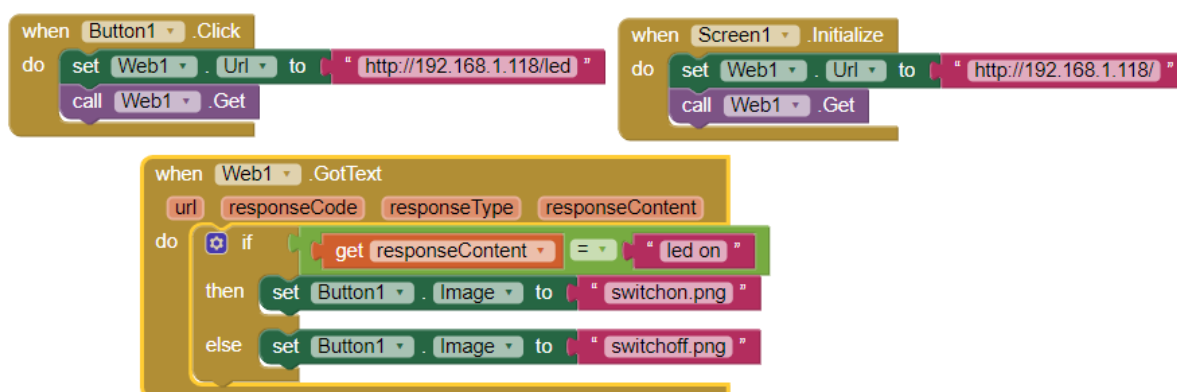 when Button1 .Click
do set Web1 . Url to " http://192.168.1.118/led "
call Web1 .Get
when Screen1 .Initialize
do set Web1 . Url to " http://192.168.1.118/ "
call Web1 .Get
when Web1 .GotText
url responseCode responseType responseContent
do if get responseContent = " led on "
then set Button1 . Image to " switchon.png "
else set Button1 . Image to " switchoff.png "